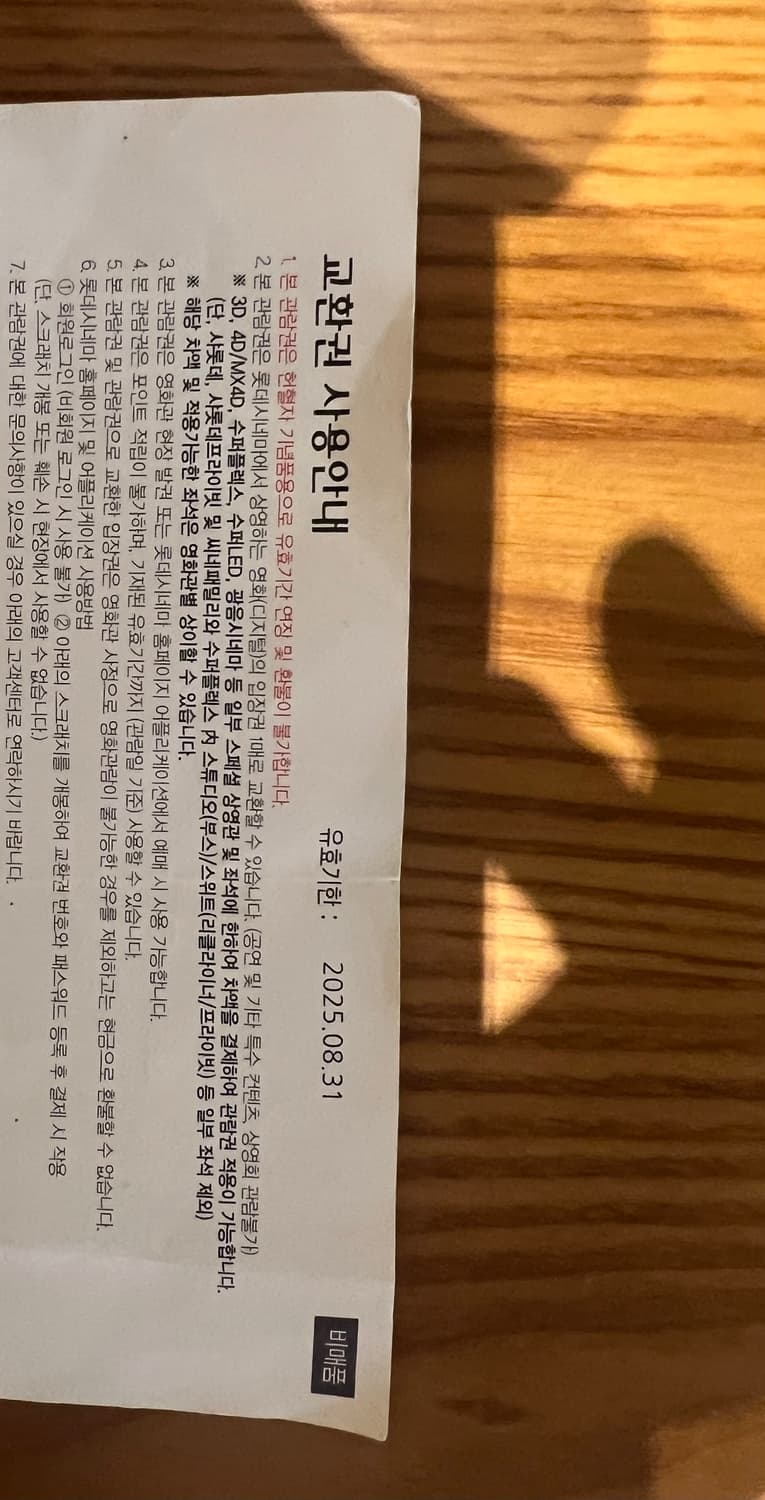 교환권 사용안내
유효기한 : 2025.08.31
비매품
1. 본 관람권은 헌혈자 기념품용으로 유효기간 연장 및 환불이 불가합니다.
2. 본 관람권은 롯데시네마에서 상영하는 영화(디지털)의 입장권 1매로 교환할 수 있습니다. (공연 및 기타 특수 컨텐츠, 상영회 관람불가)
※ 3D, 4D/MX4D, 수퍼플렉스, 수퍼LED, 광음시네마 등 일부 스페셜 상영관 및 좌석에 한하여 차액을 결제하여 관람권 적용이 가능합니다.
(단, 샤롯데, 샤롯데프라이빗 및 씨네패밀리와 수퍼플렉스 內 스튜디오(부스)/스위트(리클라이너/프라이빗) 등 일부 좌석 제외)
※ 해당 차액 및 적용가능한 좌석은 영화관별 상이할 수 있습니다.
3. 본 관람권은 영화관 현장 발권 또는 롯데시네마 홈페이지 어플리케이션에서 예매 시 사용 가능합니다.
4. 본 관람권은 포인트 적립이 불가하며, 기재된 유효기간까지 (관람일 기준) 사용할 수 있습니다.
5. 본 관람권 및 관람권으로 교환한 입장권은 영화관 사정으로 영화관람이 불가능한 경우를 제외하고는 현금으로 환불할 수 없습니다.
6. 롯데시네마 홈페이지 및 어플리케이션 사용방법
① 회원로그인 (비회원 로그인 시 사용 불가) ② 아래의 스크래치를 개봉하여 교환권 번호와 패스워드 등록 후 결제 시 적용
(단, 스크래치 개봉 또는 훼손 시 현장에서 사용할 수 없습니다.)
7. 본 관람권에 대한 문의사항이 있으실 경우 아래의 고객센터로 연락하시기 바랍니다.